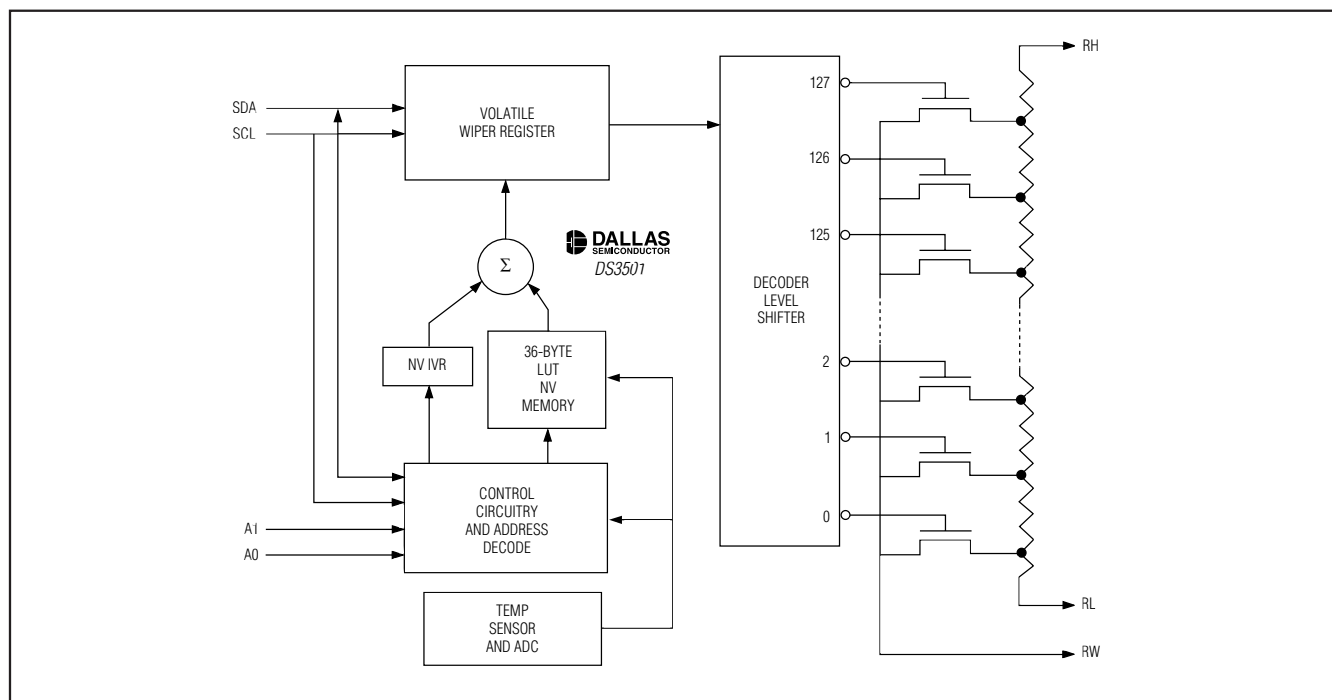 RH
127
SDA
VOLATILE
WIPER REGISTER
SCL
126
125
DALLAS
SEMICONDUCTOR
DS3501
Σ
DECODER
LEVEL
SHIFTER
NV IVR
36-BYTE
LUT
NV
MEMORY
2
1
CONTROL
CIRCUITRY
AND ADDRESS
DECODE
0
A1
A0
TEMP
SENSOR
AND ADC
RL
RW